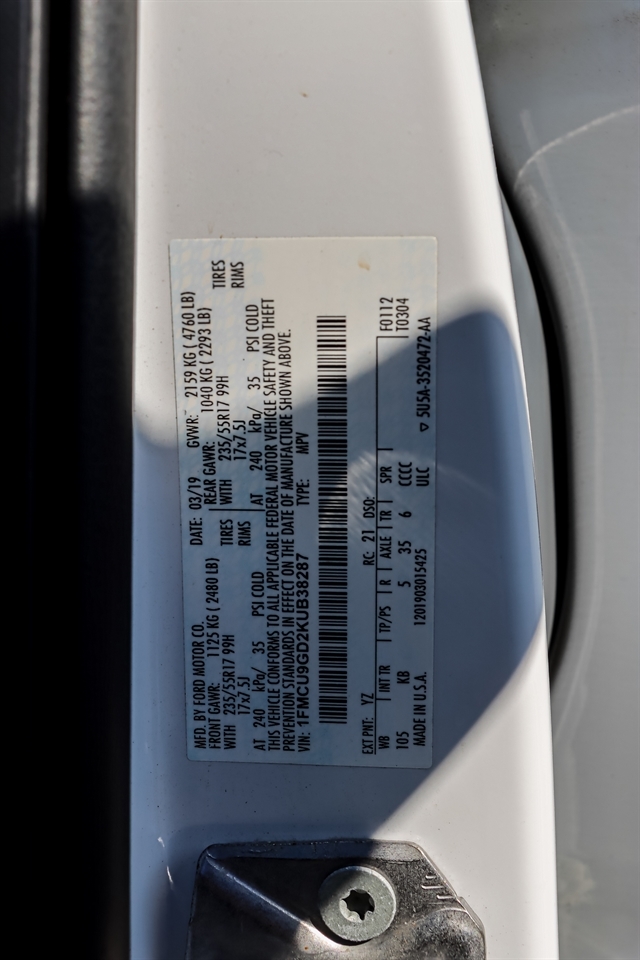 MFD. BY FORD MOTOR CO. DATE: 03/19 GVWR: 2159 KG ( 4760 LB)
FRONT GAWR: 1125 KG ( 2480 LB) REAR GAWR: 1040 KG ( 2293 LB)
WITH 235/55R17 99H TIRES WITH 235/55R17 99H TIRES
17x7.5J RIMS 17x7.5J RIMS
AT 240 kPa/ 35 PSI COLD AT 240 kPa/ 35 PSI COLD
THIS VEHICLE CONFORMS TO ALL APPLICABLE FEDERAL MOTOR VEHICLE SAFETY AND THEFT
PREVENTION STANDARDS IN EFFECT ON THE DATE OF MANUFACTURE SHOWN ABOVE.
VIN: 1FMCU9GD2KUB38287 TYPE: MPV
EXT PNT: YZ RC: 21 DSO: F0112
WB INT TR TP/PS R AXLE TR SPR T0304
105 KB 5 35 6 CCCC
MADE IN U.S.A. 1201903015425 ULC ▽ 5U5A-3520472-AA